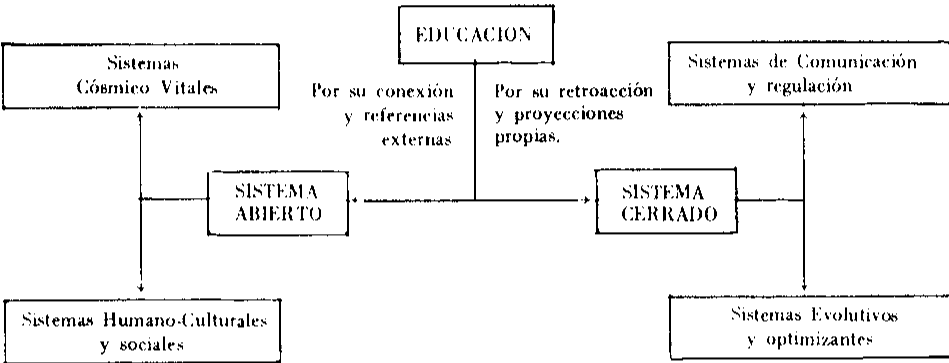 EDUCACION
Sistemas
Cósmico Vitales
Por su conexión
y referencias
externas
Por su retroacción
y proyecciones
propias.
Sistemas de Comunicación
y regulación
SISTEMA
ABIERTO
SISTEMA
CERRADO
Sistemas Humano-Culturales
y sociales
Sistemas Evolutivos
y optimizantes